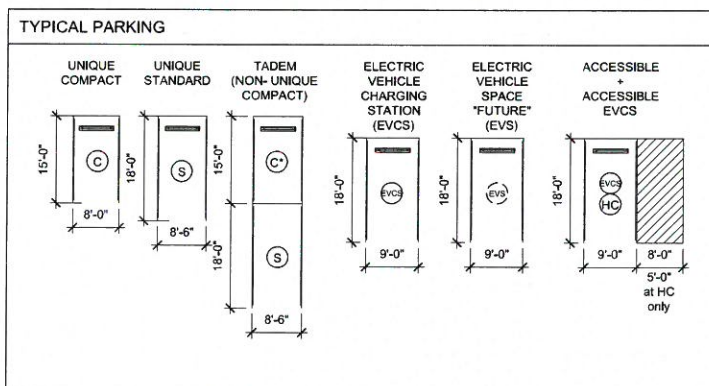 TYPICAL PARKING
UNIQUE
COMPACT
15'-0"
C
8'-0"
UNIQUE
STANDARD
18'-0"
S
8'-6"
TADEM
(NON- UNIQUE
COMPACT)
15'-0"
C*
18'-0"
S
8'-6"
ELECTRIC
VEHICLE
CHARGING
STATION
(EVCS)
18'-0"
EVCS
9'-0"
ELECTRIC
VEHICLE
SPACE
"FUTURE"
(EVS)
18'-0"
EVS
9'-0"
ACCESSIBLE
+
ACCESSIBLE
EVCS
18'-0"
EVCS
HC
9'-0"
8'-0"
5'-0"
at HC
only